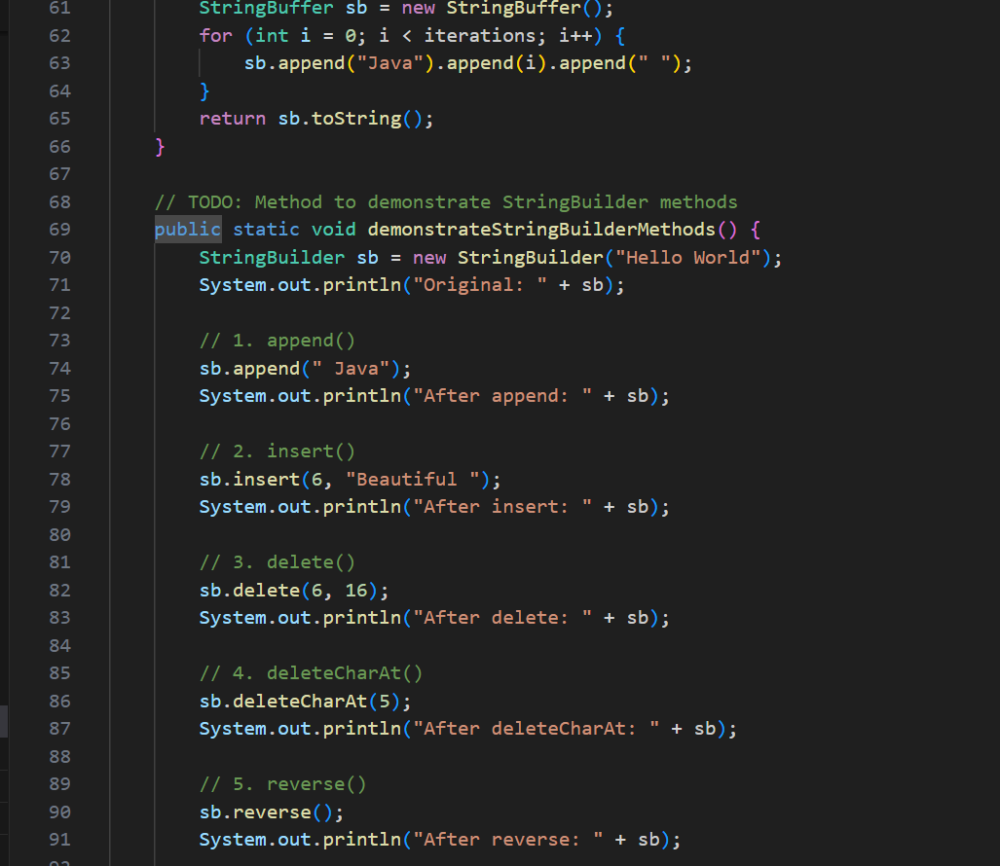 61 StringBuffer sb = new StringBuffer();
62 for (int i = 0; i < iterations; i++) {
63 sb.append("Java").append(i).append(" ");
64 }
65 return sb.toString();
66 }
67
68 // TODO: Method to demonstrate StringBuilder methods
69 public static void demonstrateStringBuilderMethods() {
70 StringBuilder sb = new StringBuilder("Hello World");
71 System.out.println("Original: " + sb);
72
73 // 1. append()
74 sb.append(" Java");
75 System.out.println("After append: " + sb);
76
77 // 2. insert()
78 sb.insert(6, "Beautiful ");
79 System.out.println("After insert: " + sb);
80
81 // 3. delete()
82 sb.delete(6, 16);
83 System.out.println("After delete: " + sb);
84
85 // 4. deleteCharAt()
86 sb.deleteCharAt(5);
87 System.out.println("After deleteCharAt: " + sb);
88
89 // 5. reverse()
90 sb.reverse();
91 System.out.println("After reverse: " + sb);